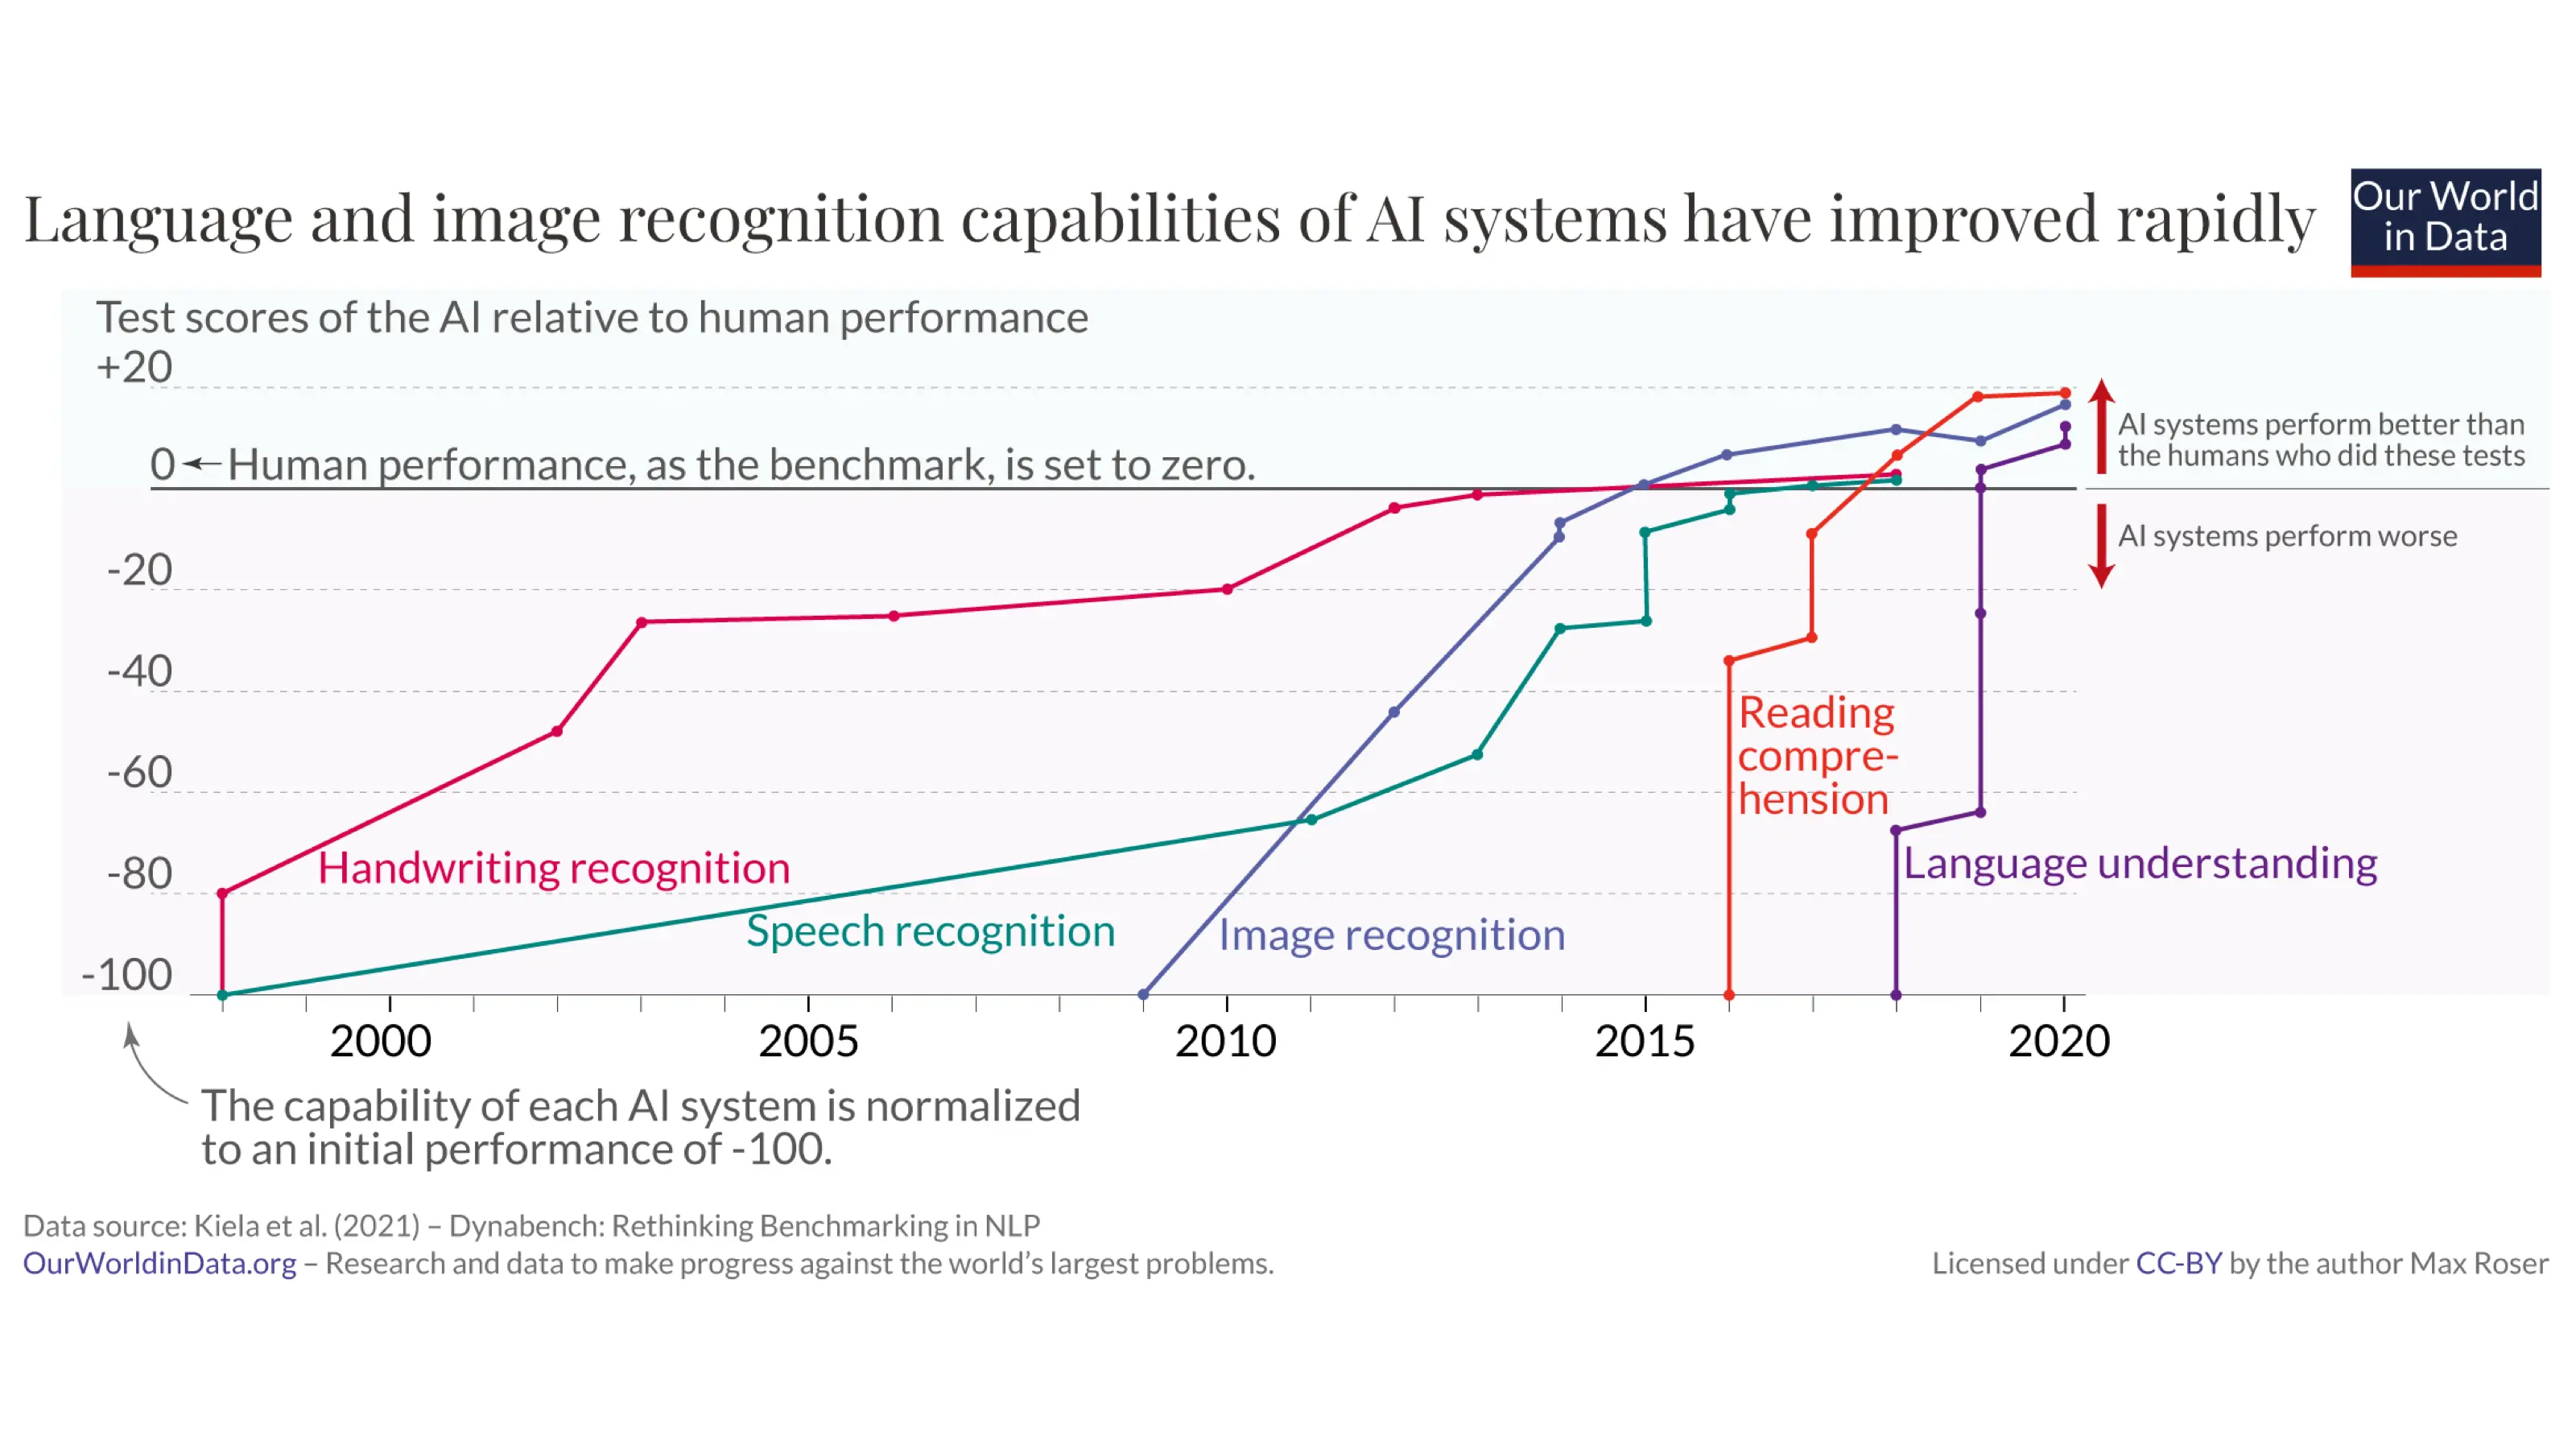 Language and image recognition capabilities of AI systems have improved rapidly
Our World
in Data
Test scores of the AI relative to human performance
+20
0 ← Human performance, as the benchmark, is set to zero.
-20
-40
-60
-80
-100
AI systems perform better than
the humans who did these tests
AI systems perform worse
Handwriting recognition
Speech recognition
Image recognition
Reading
compre-
hension
Language understanding
2000
2005
2010
2015
2020
The capability of each AI system is normalized
to an initial performance of -100.
Data source: Kiela et al. (2021) – Dynabench: Rethinking Benchmarking in NLP
OurWorldinData.org – Research and data to make progress against the world’s largest problems.
Licensed under CC-BY by the author Max Roser